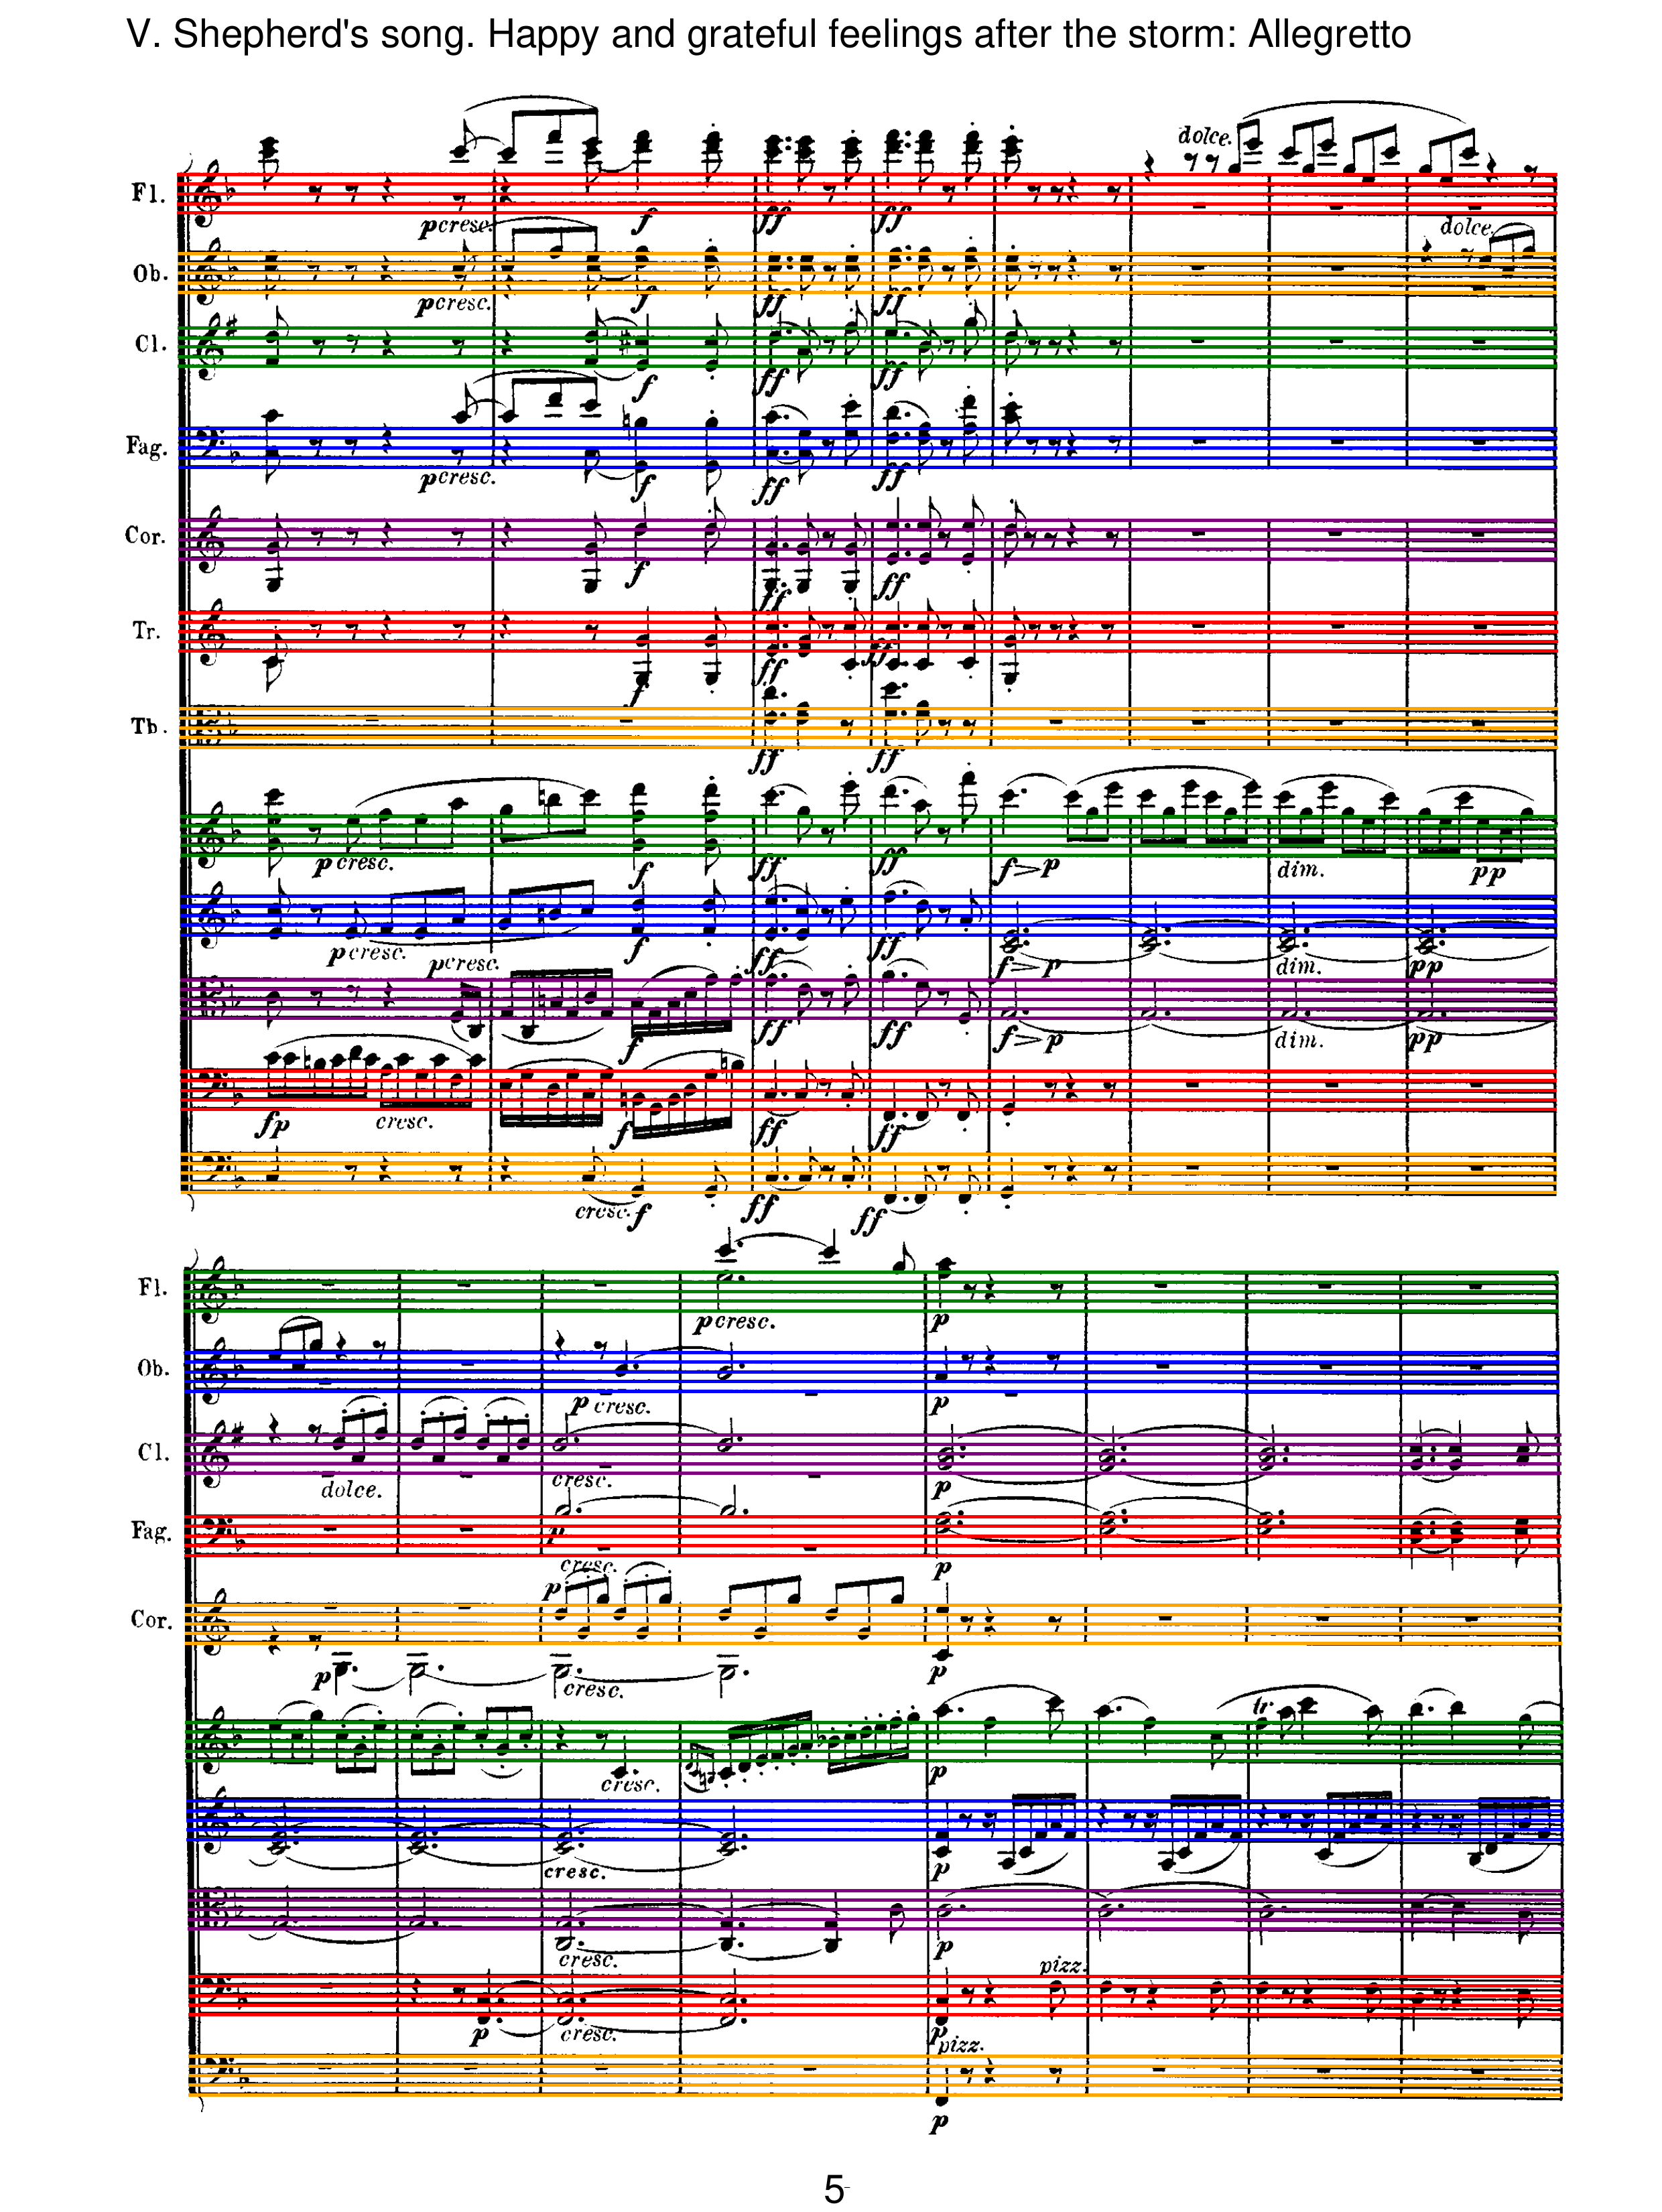 V. Shepherd's song. Happy and grateful feelings after the storm: Allegretto
dolce.
Fl.
pcresc. f ff ff
dolce.
Ob.
pcresc. f ff ff
Cl.
f ff ff
Fag.
pcresc. f ff ff
Cor.
f ff ff
Tr.
f ff ff
Tb.
ff ff
p cresc. f ff ff f>p dim. pp
pcresc. f ff ff f>p dim. pp
pcresc.
f ff ff f>p dim. pp
fp cresc. f ff ff
cresc. f ff ff
Fl.
pcresc. p
Ob.
p cresc. p
Cl.
dolce. cresc. p
Fag.
p cresc. p
Cor.
p
p cresc. p
tr
cresc. p
cresc. p
cresc. p
pizz.
p cresc. p
pizz.
p
5